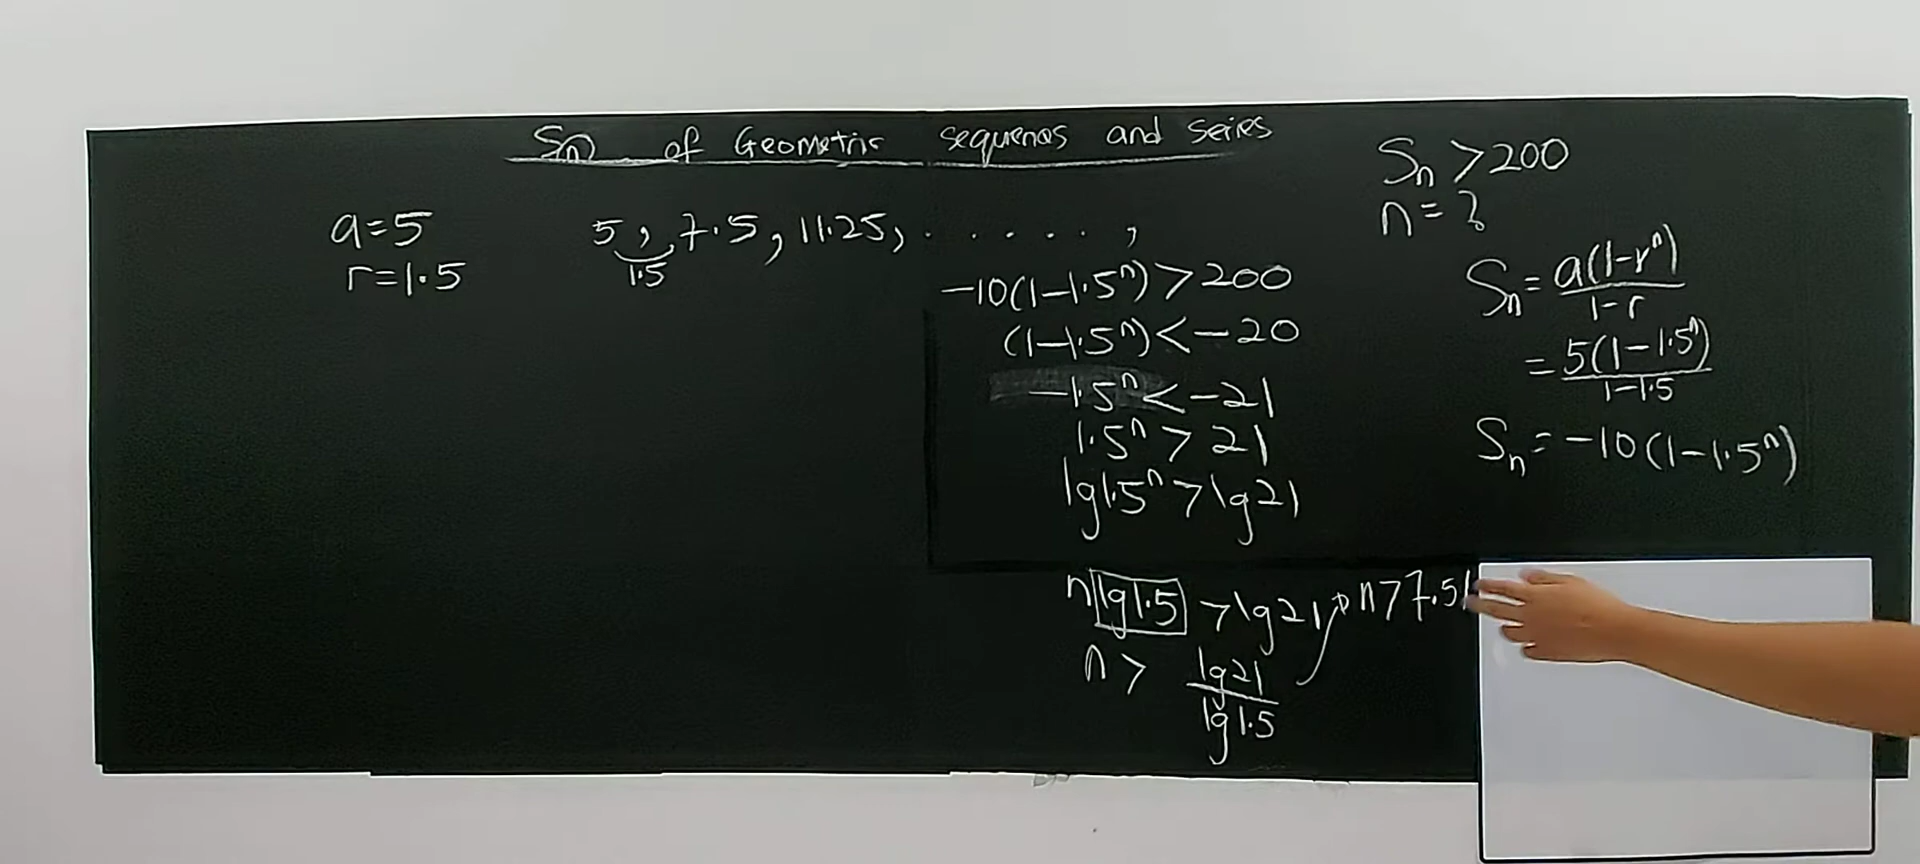 Sn of Geometric sequences and series
a=5
r=1.5
5, 7.5, 11.25, . . . . . ,
1.5
-10(1-1.5ⁿ)>200
(1-1.5ⁿ)<-20
-1.5ⁿ<-21
1.5ⁿ>21
lg1.5ⁿ>lg21
nlg1.5>lg21
n>7.51
n> lg21/lg1.5
Sn>200
n=?
Sn=a(1-rⁿ)/1-r
=5(1-1.5ⁿ)/1-1.5
Sn=-10(1-1.5ⁿ)